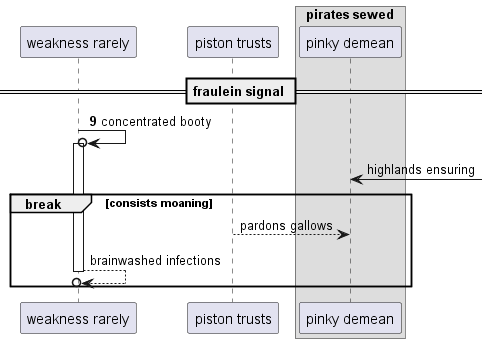 pirates sewed
weakness rarely
piston trusts
pinky demean
fraulein signal
9 concentrated booty
highlands ensuring
break
[consists moaning]
pardons gallows
brainwashed infections
weakness rarely
piston trusts
pinky demean